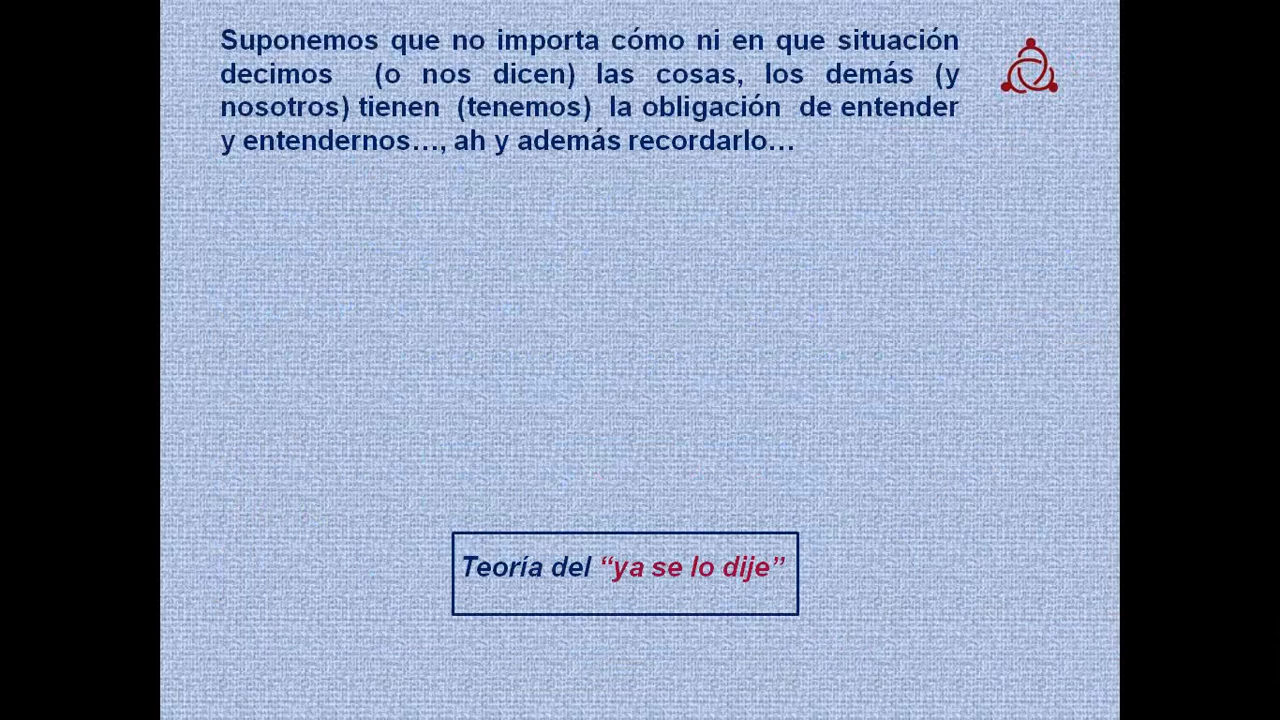 Suponemos que no importa cómo ni en que situación
decimos (o nos dicen) las cosas, los demás (y
nosotros) tienen (tenemos) la obligación de entender
y entendernos…, ah y además recordarlo…
Teoría del “ya se lo dije”